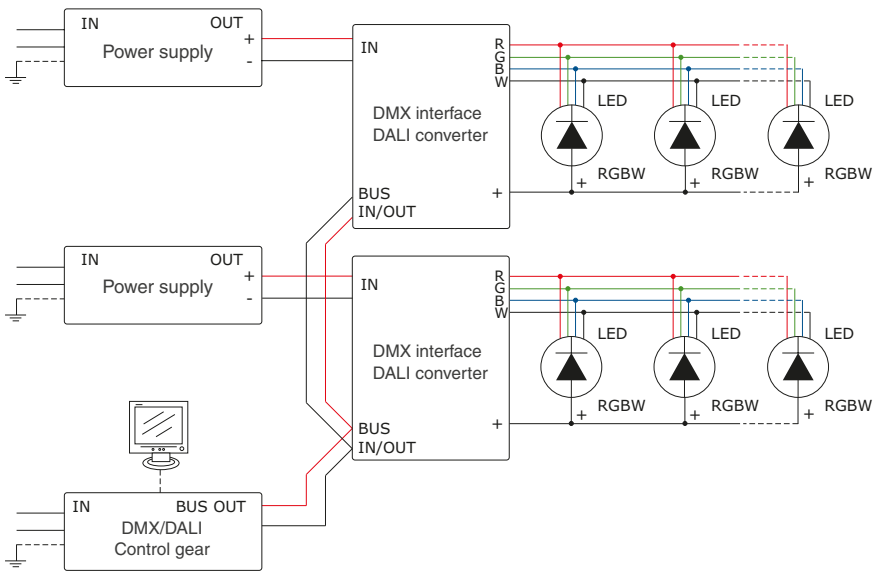 IN OUT
Power supply
+
-
IN
DMX interface
DALI converter
BUS
IN/OUT
R
G
B
W
+
LED
LED
LED
+ RGBW
+ RGBW
+ RGBW
IN OUT
Power supply
+
-
IN
DMX interface
DALI converter
BUS
IN/OUT
R
G
B
W
+
LED
LED
LED
+ RGBW
+ RGBW
+ RGBW
IN BUS OUT
DMX/DALI
Control gear